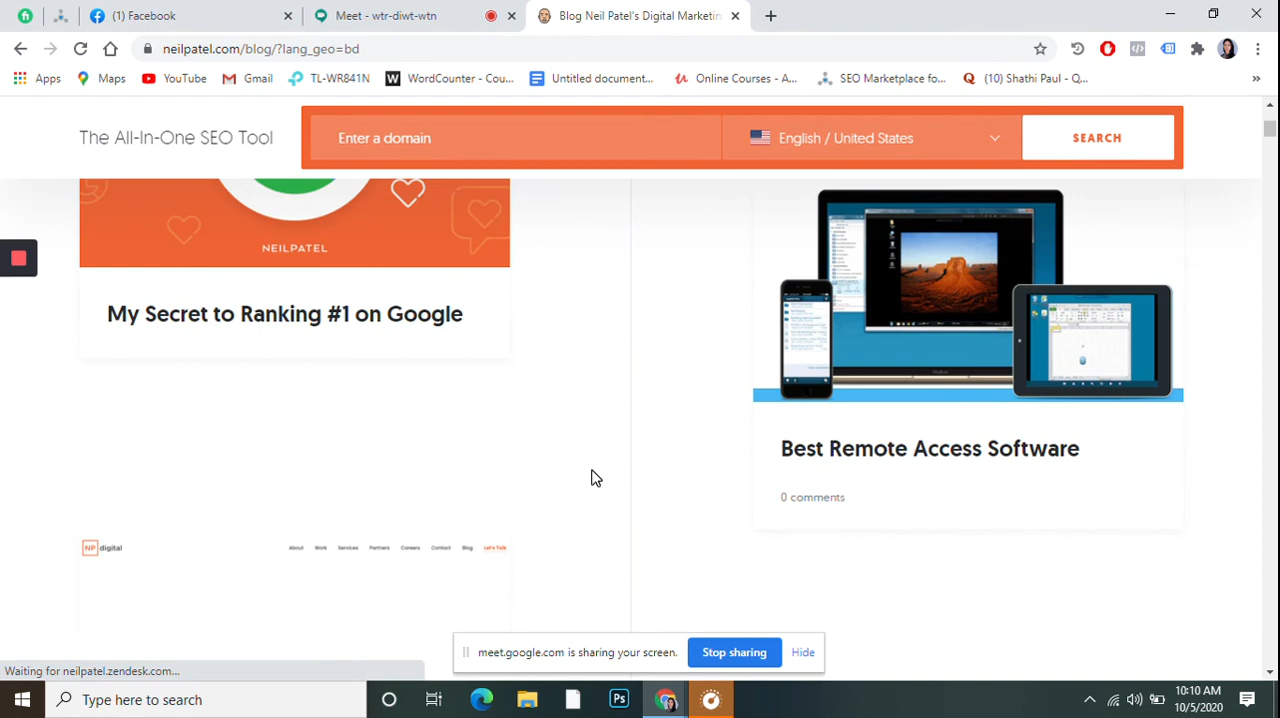 (1) Facebook
Meet - wtr-diwt-wtn
Blog Neil Patel's Digital Marketin
neilpatel.com/blog/?lang_geo=bd
Apps
Maps
YouTube
Gmail
TL-WR841N
WordCounter - Cou...
Untitled document...
Online Courses - A...
SEO Marketplace fo...
(10) Shathi Paul - Q...
The All-In-One SEO Tool
Enter a domain
English / United States
SEARCH
NEILPATEL
My Secret to Ranking #1 on Google
Best Remote Access Software
0 comments
NP digital
About Work Services Partners Careers Contact Blog Let's Talk
meet.google.com is sharing your screen.
Stop sharing
Hide
Waiting for neilpatel.zendesk.com...
Type here to search
Ps
10:10 AM
10/5/2020